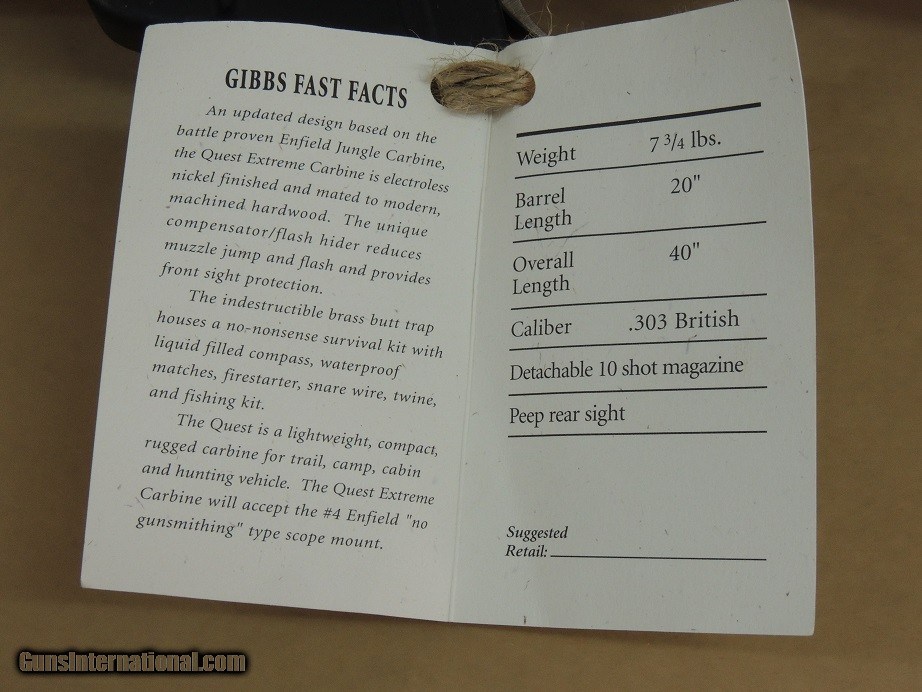 GIBBS FAST FACTS
An updated design based on the
battle proven Enfield Jungle Carbine,
the Quest Extreme Carbine is electroless
nickel finished and mated to modern,
machined hardwood. The unique
compensator/flash hider reduces
muzzle jump and flash and provides
front sight protection.
The indestructible brass butt trap
houses a no-nonsense survival kit with
liquid filled compass, waterproof
matches, firestarter, snare wire, twine,
and fishing kit.
The Quest is a lightweight, compact,
rugged carbine for trail, camp, cabin
and hunting vehicle. The Quest Extreme
Carbine will accept the #4 Enfield "no
gunsmithing" type scope mount.
Weight 7 3/4 lbs.
Barrel
Length 20"
Overall
Length 40"
Caliber .303 British
Detachable 10 shot magazine
Peep rear sight
Suggested
Retail:
GunsInternational.com